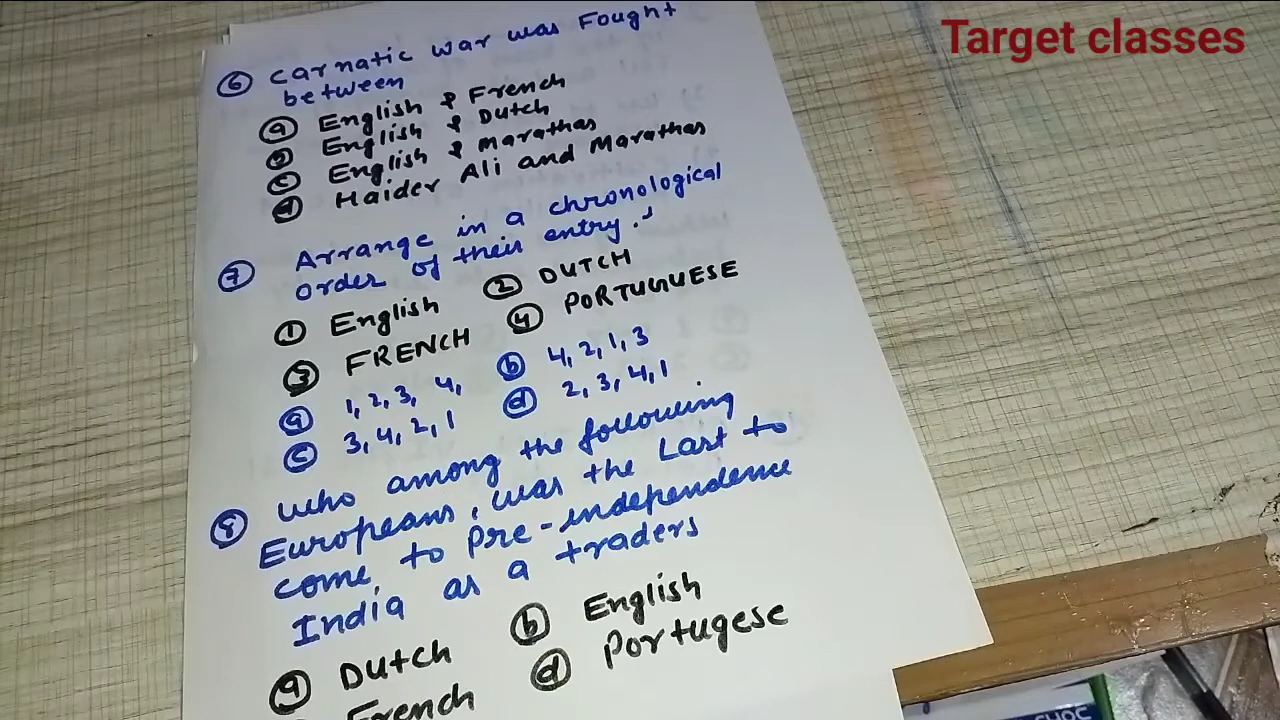 Target classes
⑥ Carnatic war was Fought
between
ⓐ English & French
ⓑ English & Dutch
ⓒ English & Marathas
ⓓ Haider Ali and Marathas
⑦ Arrange in a chronological
order of their entry.
① English ② DUTCH
③ FRENCH ④ PORTUGUESE
ⓐ 1, 2, 3, 4, ⓑ 4, 2, 1, 3
ⓒ 3, 4, 2, 1 ⓓ 2, 3, 4, 1
⑧ who among the following
Europeans, was the Last to
come to Pre-independence
India as a traders
ⓐ Dutch ⓑ English
French ⓓ Portugese